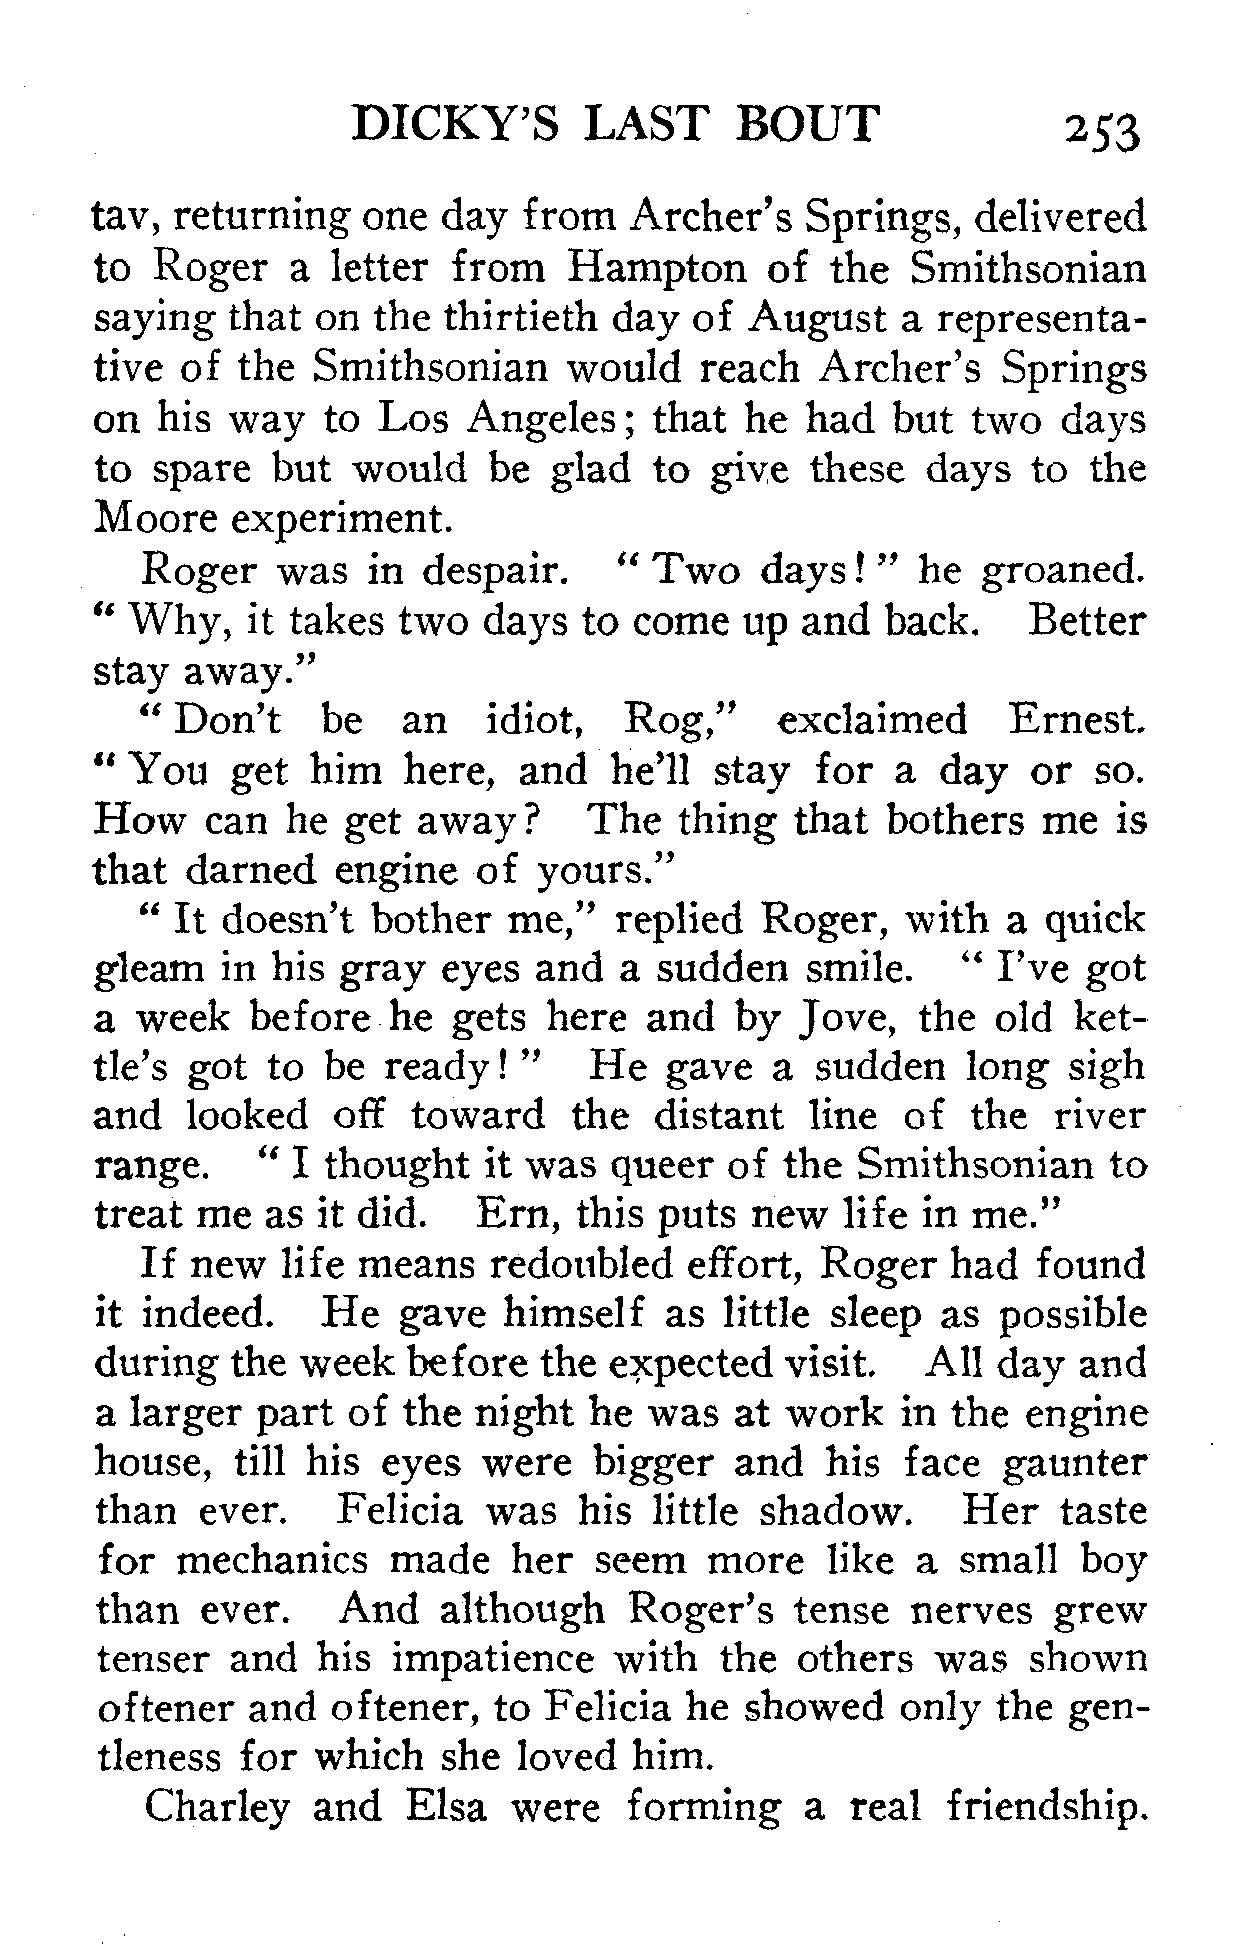 DICKY'S LAST BOUT 253
tav, returning one day from Archer's Springs, delivered
to Roger a letter from Hampton of the Smithsonian
saying that on the thirtieth day of August a representa-
tive of the Smithsonian would reach Archer's Springs
on his way to Los Angeles; that he had but two days
to spare but would be glad to give these days to the
Moore experiment.
Roger was in despair. " Two days! " he groaned.
" Why, it takes two days to come up and back. Better
stay away."
" Don't be an idiot, Rog," exclaimed Ernest.
" You get him here, and he'll stay for a day or so.
How can he get away? The thing that bothers me is
that darned engine of yours."
" It doesn't bother me," replied Roger, with a quick
gleam in his gray eyes and a sudden smile. " I've got
a week before he gets here and by Jove, the old ket-
tle's got to be ready! " He gave a sudden long sigh
and looked off toward the distant line of the river
range. " I thought it was queer of the Smithsonian to
treat me as it did. Ern, this puts new life in me."
If new life means redoubled effort, Roger had found
it indeed. He gave himself as little sleep as possible
during the week before the expected visit. All day and
a larger part of the night he was at work in the engine
house, till his eyes were bigger and his face gaunter
than ever. Felicia was his little shadow. Her taste
for mechanics made her seem more like a small boy
than ever. And although Roger's tense nerves grew
tenser and his impatience with the others was shown
oftener and oftener, to Felicia he showed only the gen-
tleness for which she loved him.
Charley and Elsa were forming a real friendship.